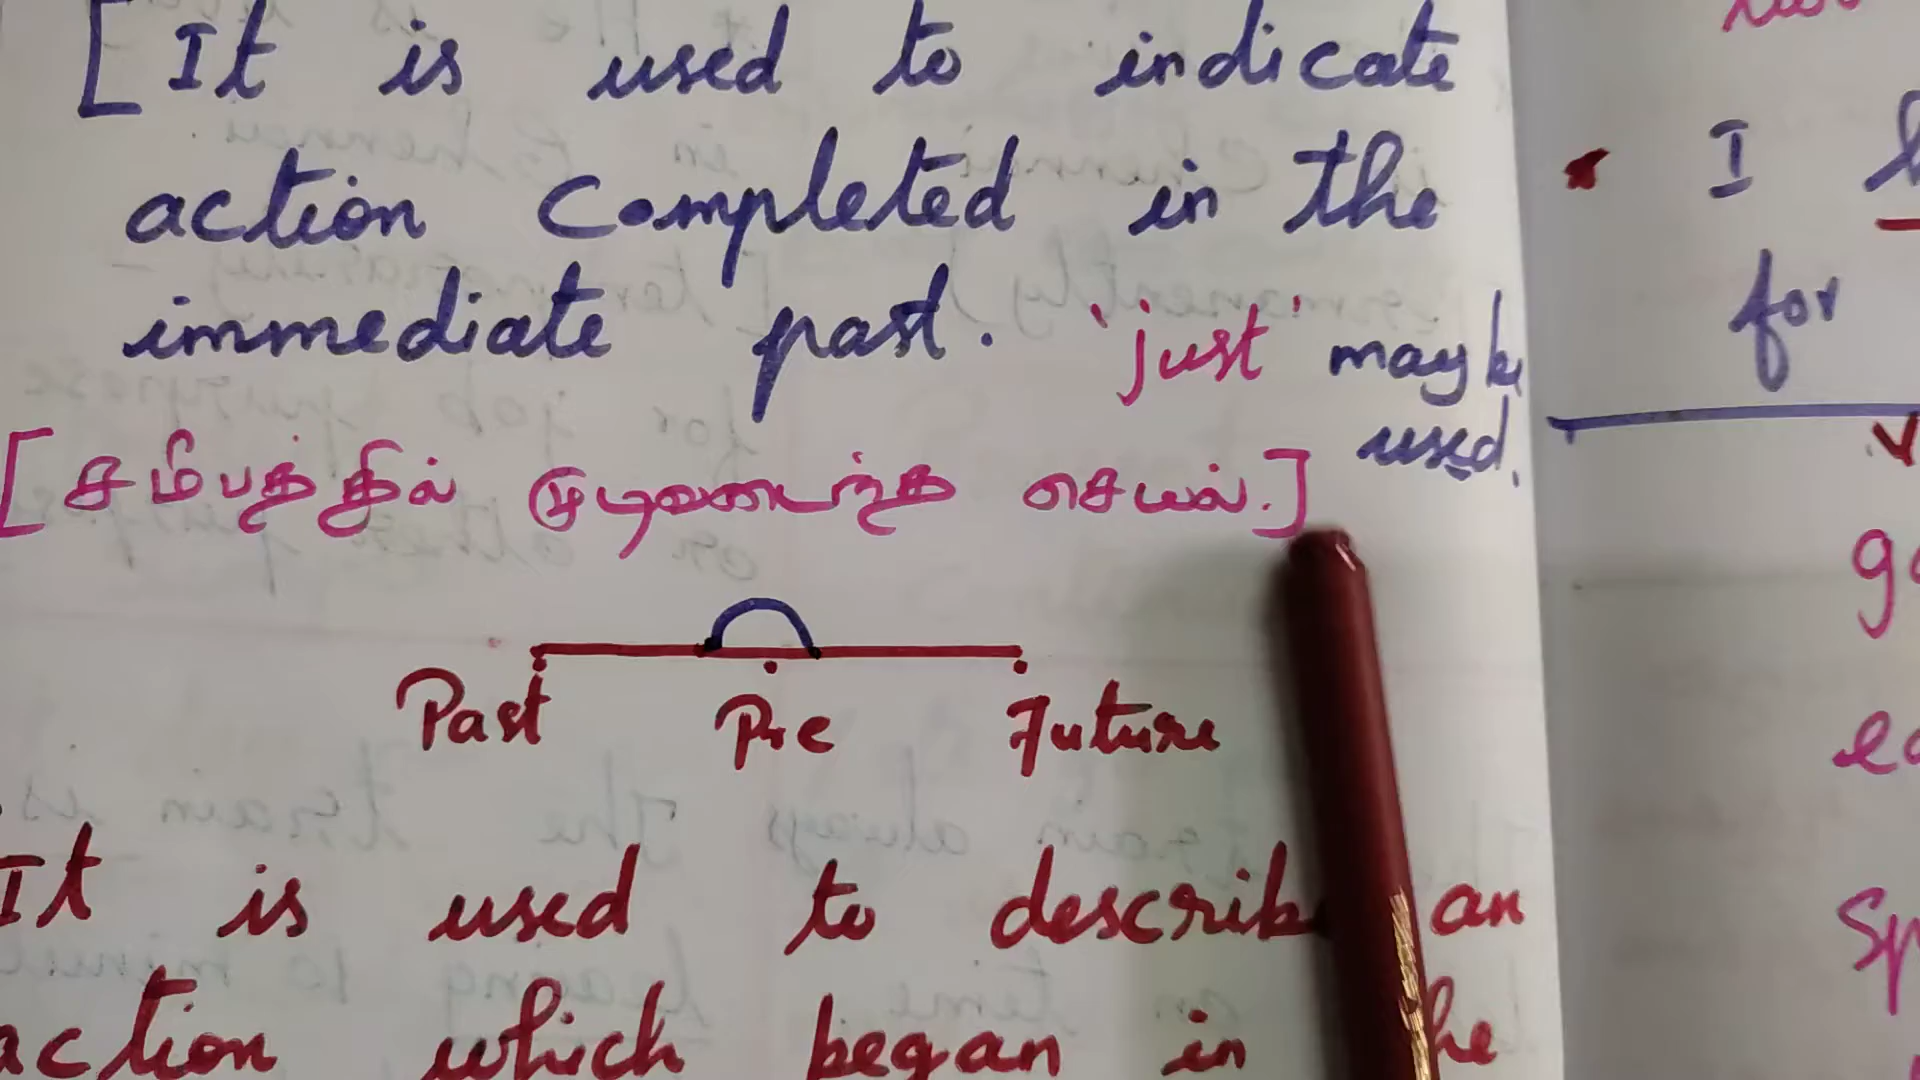 [It is used to indicate
action completed in the
immediate past. 'just' may be
used.
[சமீபத்தில் முடிவடைந்த செயல்.]
Past Pre Future
It is used to describe an
action which began in the
I
for